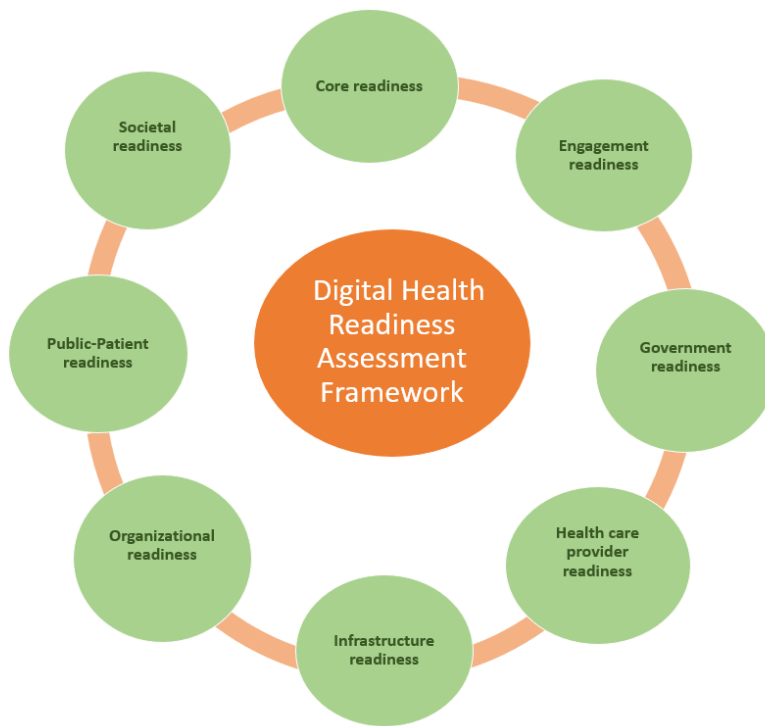 Core readiness
Engagement
readiness
Government
readiness
Health care
provider
readiness
Infrastructure
readiness
Organizational
readiness
Public-Patient
readiness
Societal
readiness
Digital Health
Readiness
Assessment
Framework